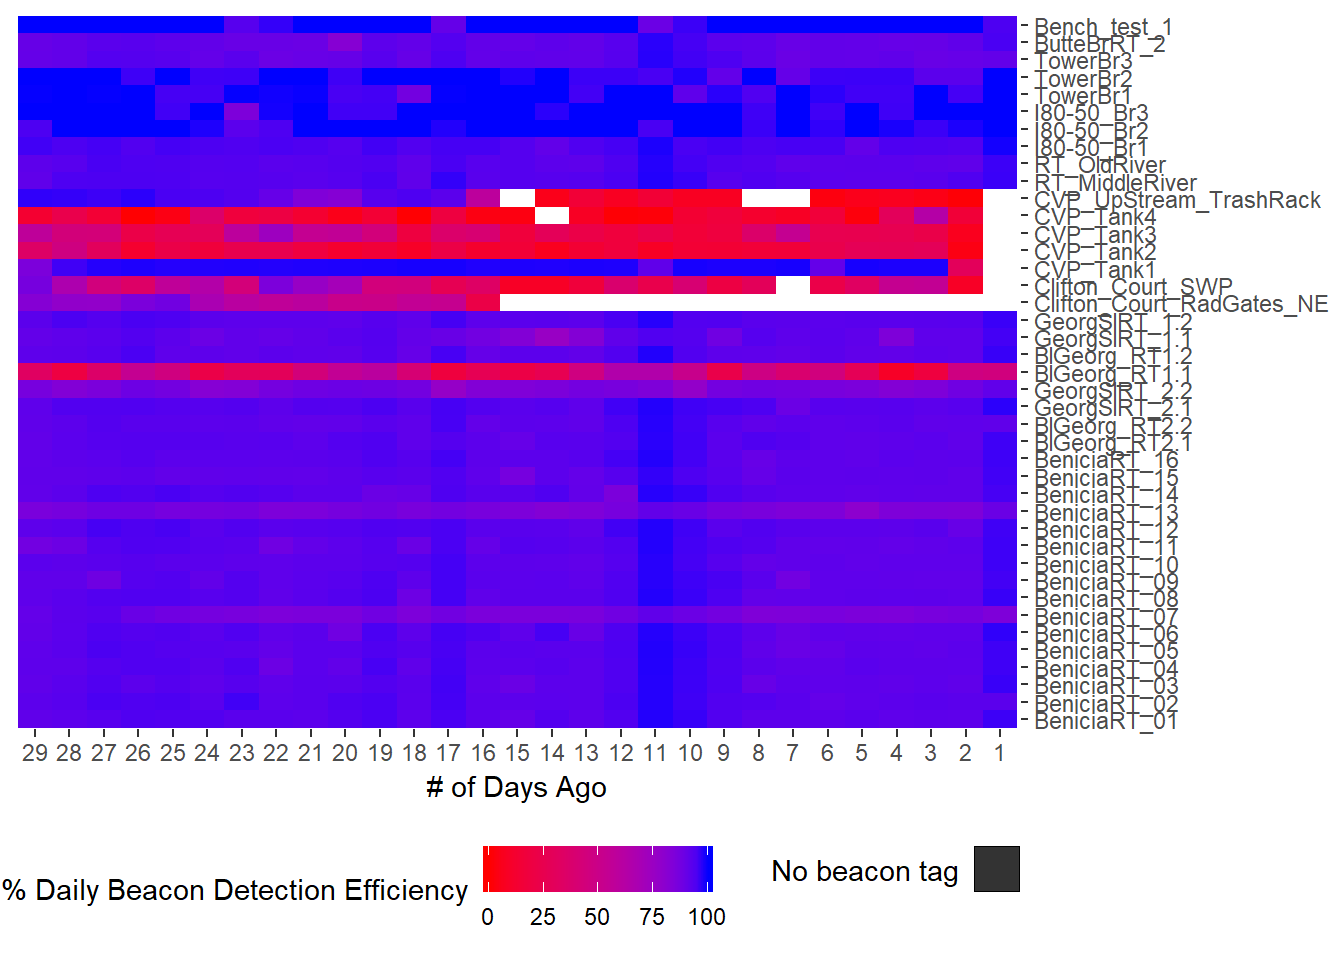 Bench_test_1
ButteBrRT_2
TowerBr3
TowerBr2
TowerBr1
I80-50_Br3
I80-50_Br2
I80-50_Br1
RT_OldRiver
RT_MiddleRiver
CVP_UpStream_TrashRack
CVP_Tank4
CVP_Tank3
CVP_Tank2
CVP_Tank1
Clifton_Court_SWP
Clifton_Court_RadGates_NE
GeorgSlRT_1.2
GeorgSlRT_1.1
BlGeorg_RT1.2
BlGeorg_RT1.1
GeorgSlRT_2.2
GeorgSlRT_2.1
BlGeorg_RT2.2
BlGeorg_RT2.1
BeniciaRT_16
BeniciaRT_15
BeniciaRT_14
BeniciaRT_13
BeniciaRT_12
BeniciaRT_11
BeniciaRT_10
BeniciaRT_09
BeniciaRT_08
BeniciaRT_07
BeniciaRT_06
BeniciaRT_05
BeniciaRT_04
BeniciaRT_03
BeniciaRT_02
BeniciaRT_01
29 28 27 26 25 24 23 22 21 20 19 18 17 16 15 14 13 12 11 10 9 8 7 6 5 4 3 2 1
# of Days Ago
% Daily Beacon Detection Efficiency
0 25 50 75 100
No beacon tag